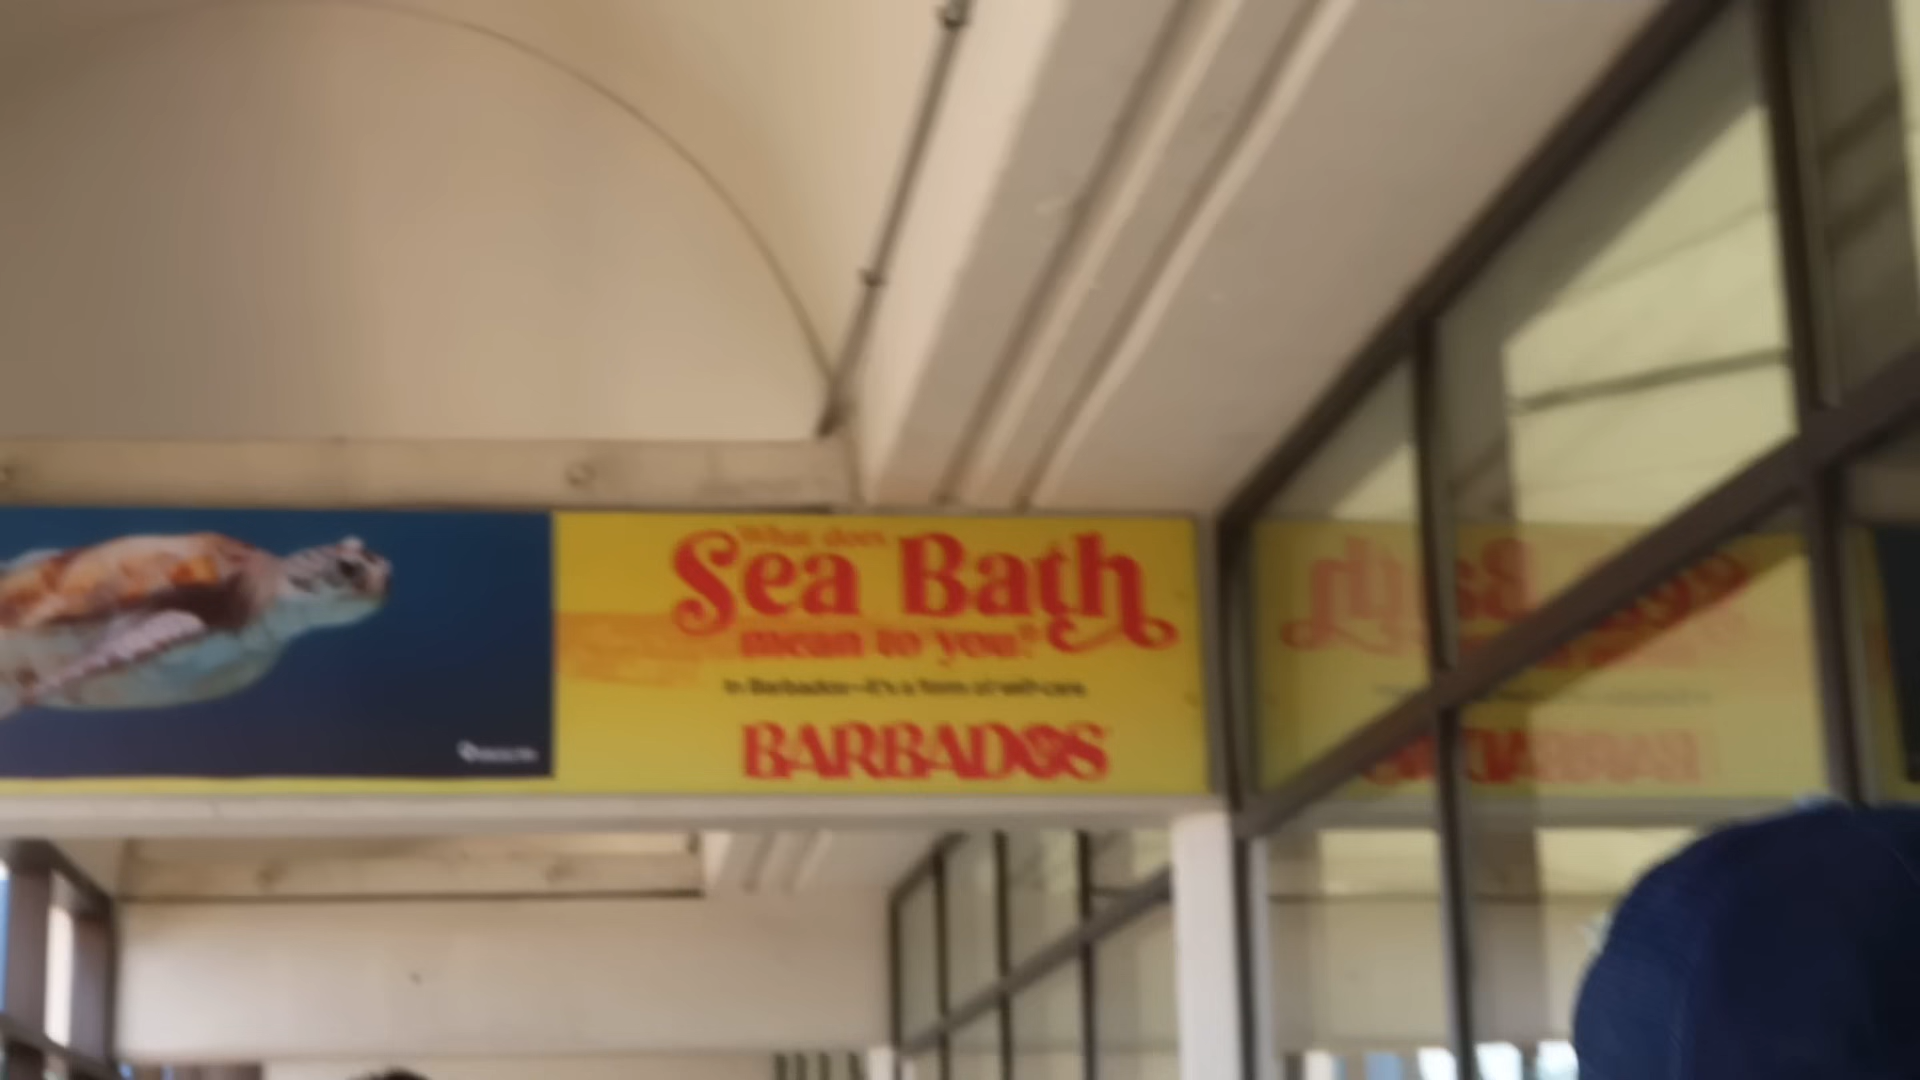 What does
Sea Bath
mean to you?
In Barbados—it's a form of self-care
BARBADOS